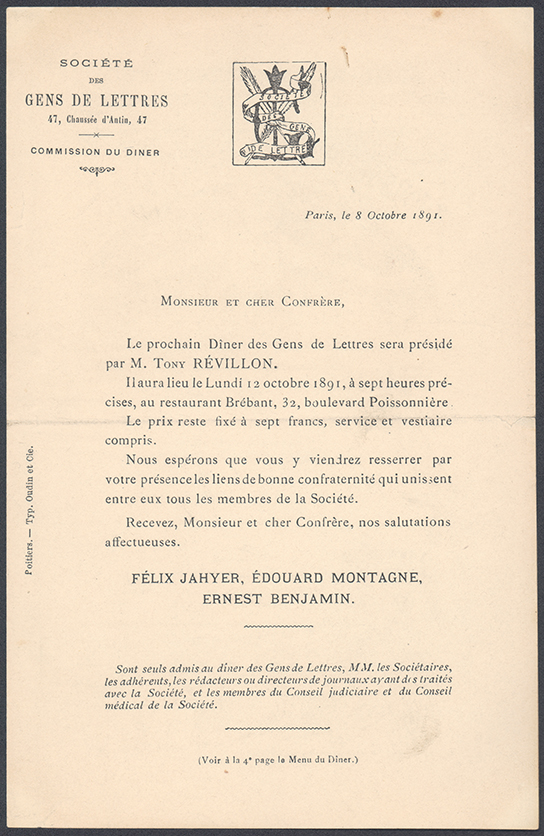 SOCIÉTÉ
DES
GENS DE LETTRES
47, Chaussée d'Antin, 47
COMMISSION DU DINER
SOCIÉTÉ
DES
GENS
DE LETTRES
Paris, le 8 Octobre 1891.
MONSIEUR ET CHER CONFRÈRE,
Le prochain Dîner des Gens de Lettres sera présidé
par M. TONY RÉVILLON.
Il aura lieu le Lundi 12 octobre 1891, à sept heures pré-
cises, au restaurant Brébant, 32, boulevard Poissonnière
Le prix reste fixé à sept francs, service et vestiaire
compris.
Nous espérons que vous y viendrez resserrer par
votre présence les liens de bonne confraternité qui unissent
entre eux tous les membres de la Société.
Recevez, Monsieur et cher Confrère, nos salutations
affectueuses.
FÉLIX JAHYER, ÉDOUARD MONTAGNE,
ERNEST BENJAMIN.
Sont seuls admis au dîner des Gens de Lettres, MM. les Sociétaires,
les adhérents, les rédacteurs ou directeurs de journaux ayant des traités
avec la Société, et les membres du Conseil judiciaire et du Conseil
médical de la Société.
(Voir à la 4e page le Menu du Dîner.)
Poitiers. — Typ. Oudin et Cie.